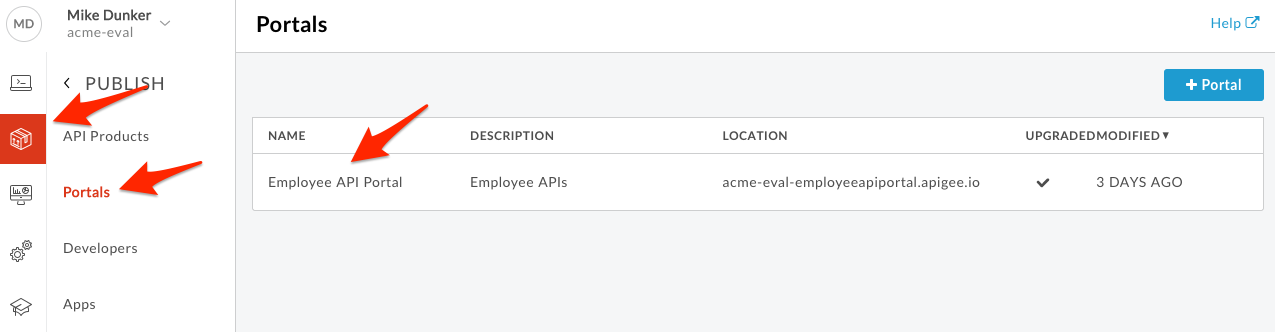 MD
Mike Dunker
acme-eval
PUBLISH
API Products
Portals
Developers
Apps
Portals
Help
+ Portal
NAME DESCRIPTION LOCATION UPGRADED MODIFIED ▾
Employee API Portal Employee APIs acme-eval-employeeapiportal.apigee.io ✔ 3 DAYS AGO